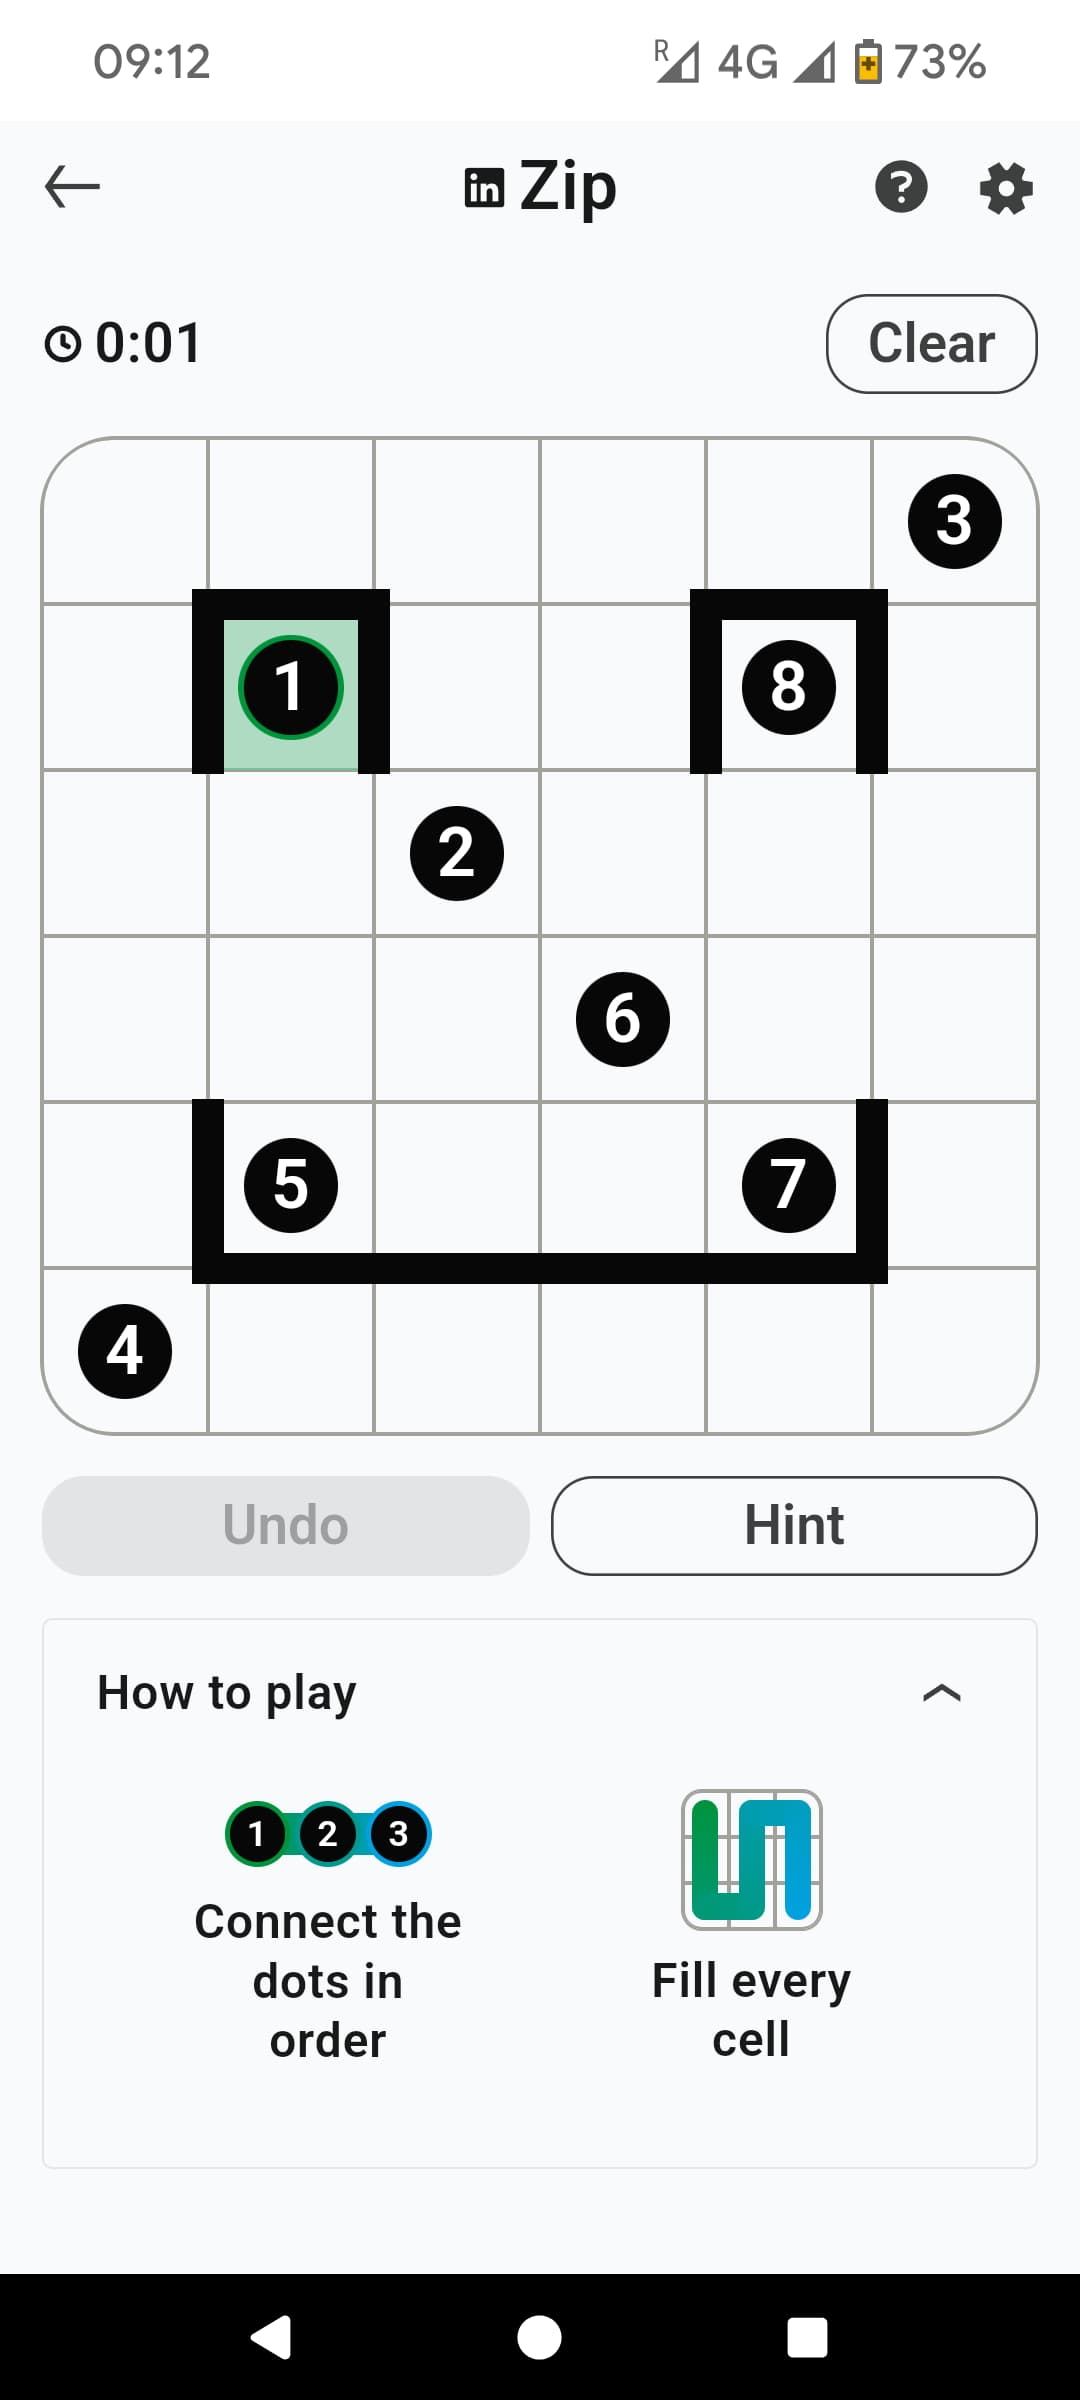 09:12
R 4G 73%
in Zip ?
0:01
Clear
3
1 8
2
6
5 7
4
Undo Hint
How to play
1 2 3
Connect the
dots in
order
Fill every
cell